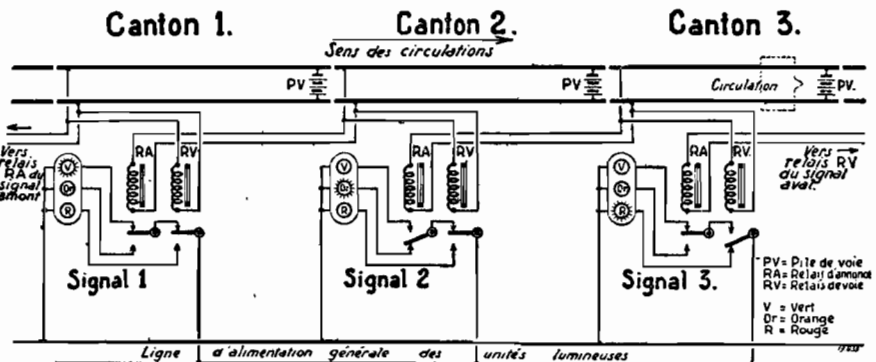 Canton 1.
Canton 2.
Canton 3.
Sens des circulations
PV
PV
Circulation
PV.
Vers
relais
RA du
signal
amont
RA
RV
RA
RV
RA
RV
Vers
relais RV
du signal
aval.
V
Or
R
V
Or
R
V
Or
R
Signal 1
Signal 2
Signal 3.
PV = Pile de voie
RA = Relais d'annonce
RV = Relais de voie
V = Vert
Or = Orange
R = Rouge
Ligne d'alimentation générale des unités lumineuses